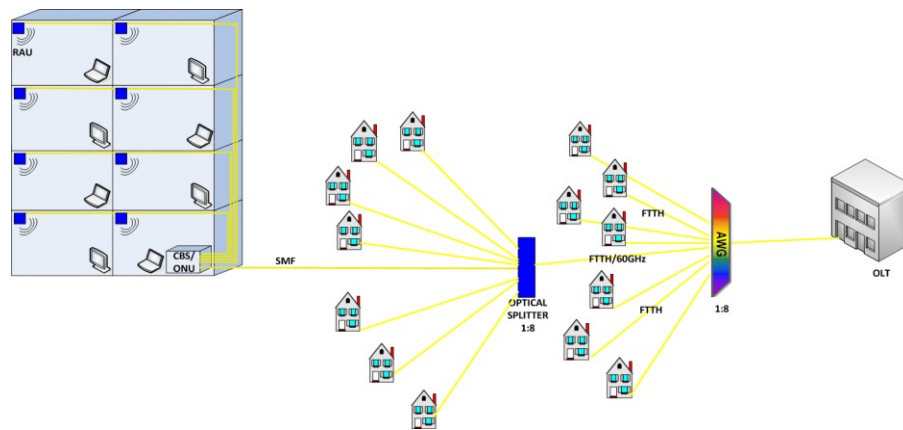 RAU
CBS/
ONU
SMF
OPTICAL
SPLITTER
1:8
FTTH
FTTH/60GHz
FTTH
AWG
1:8
OLT